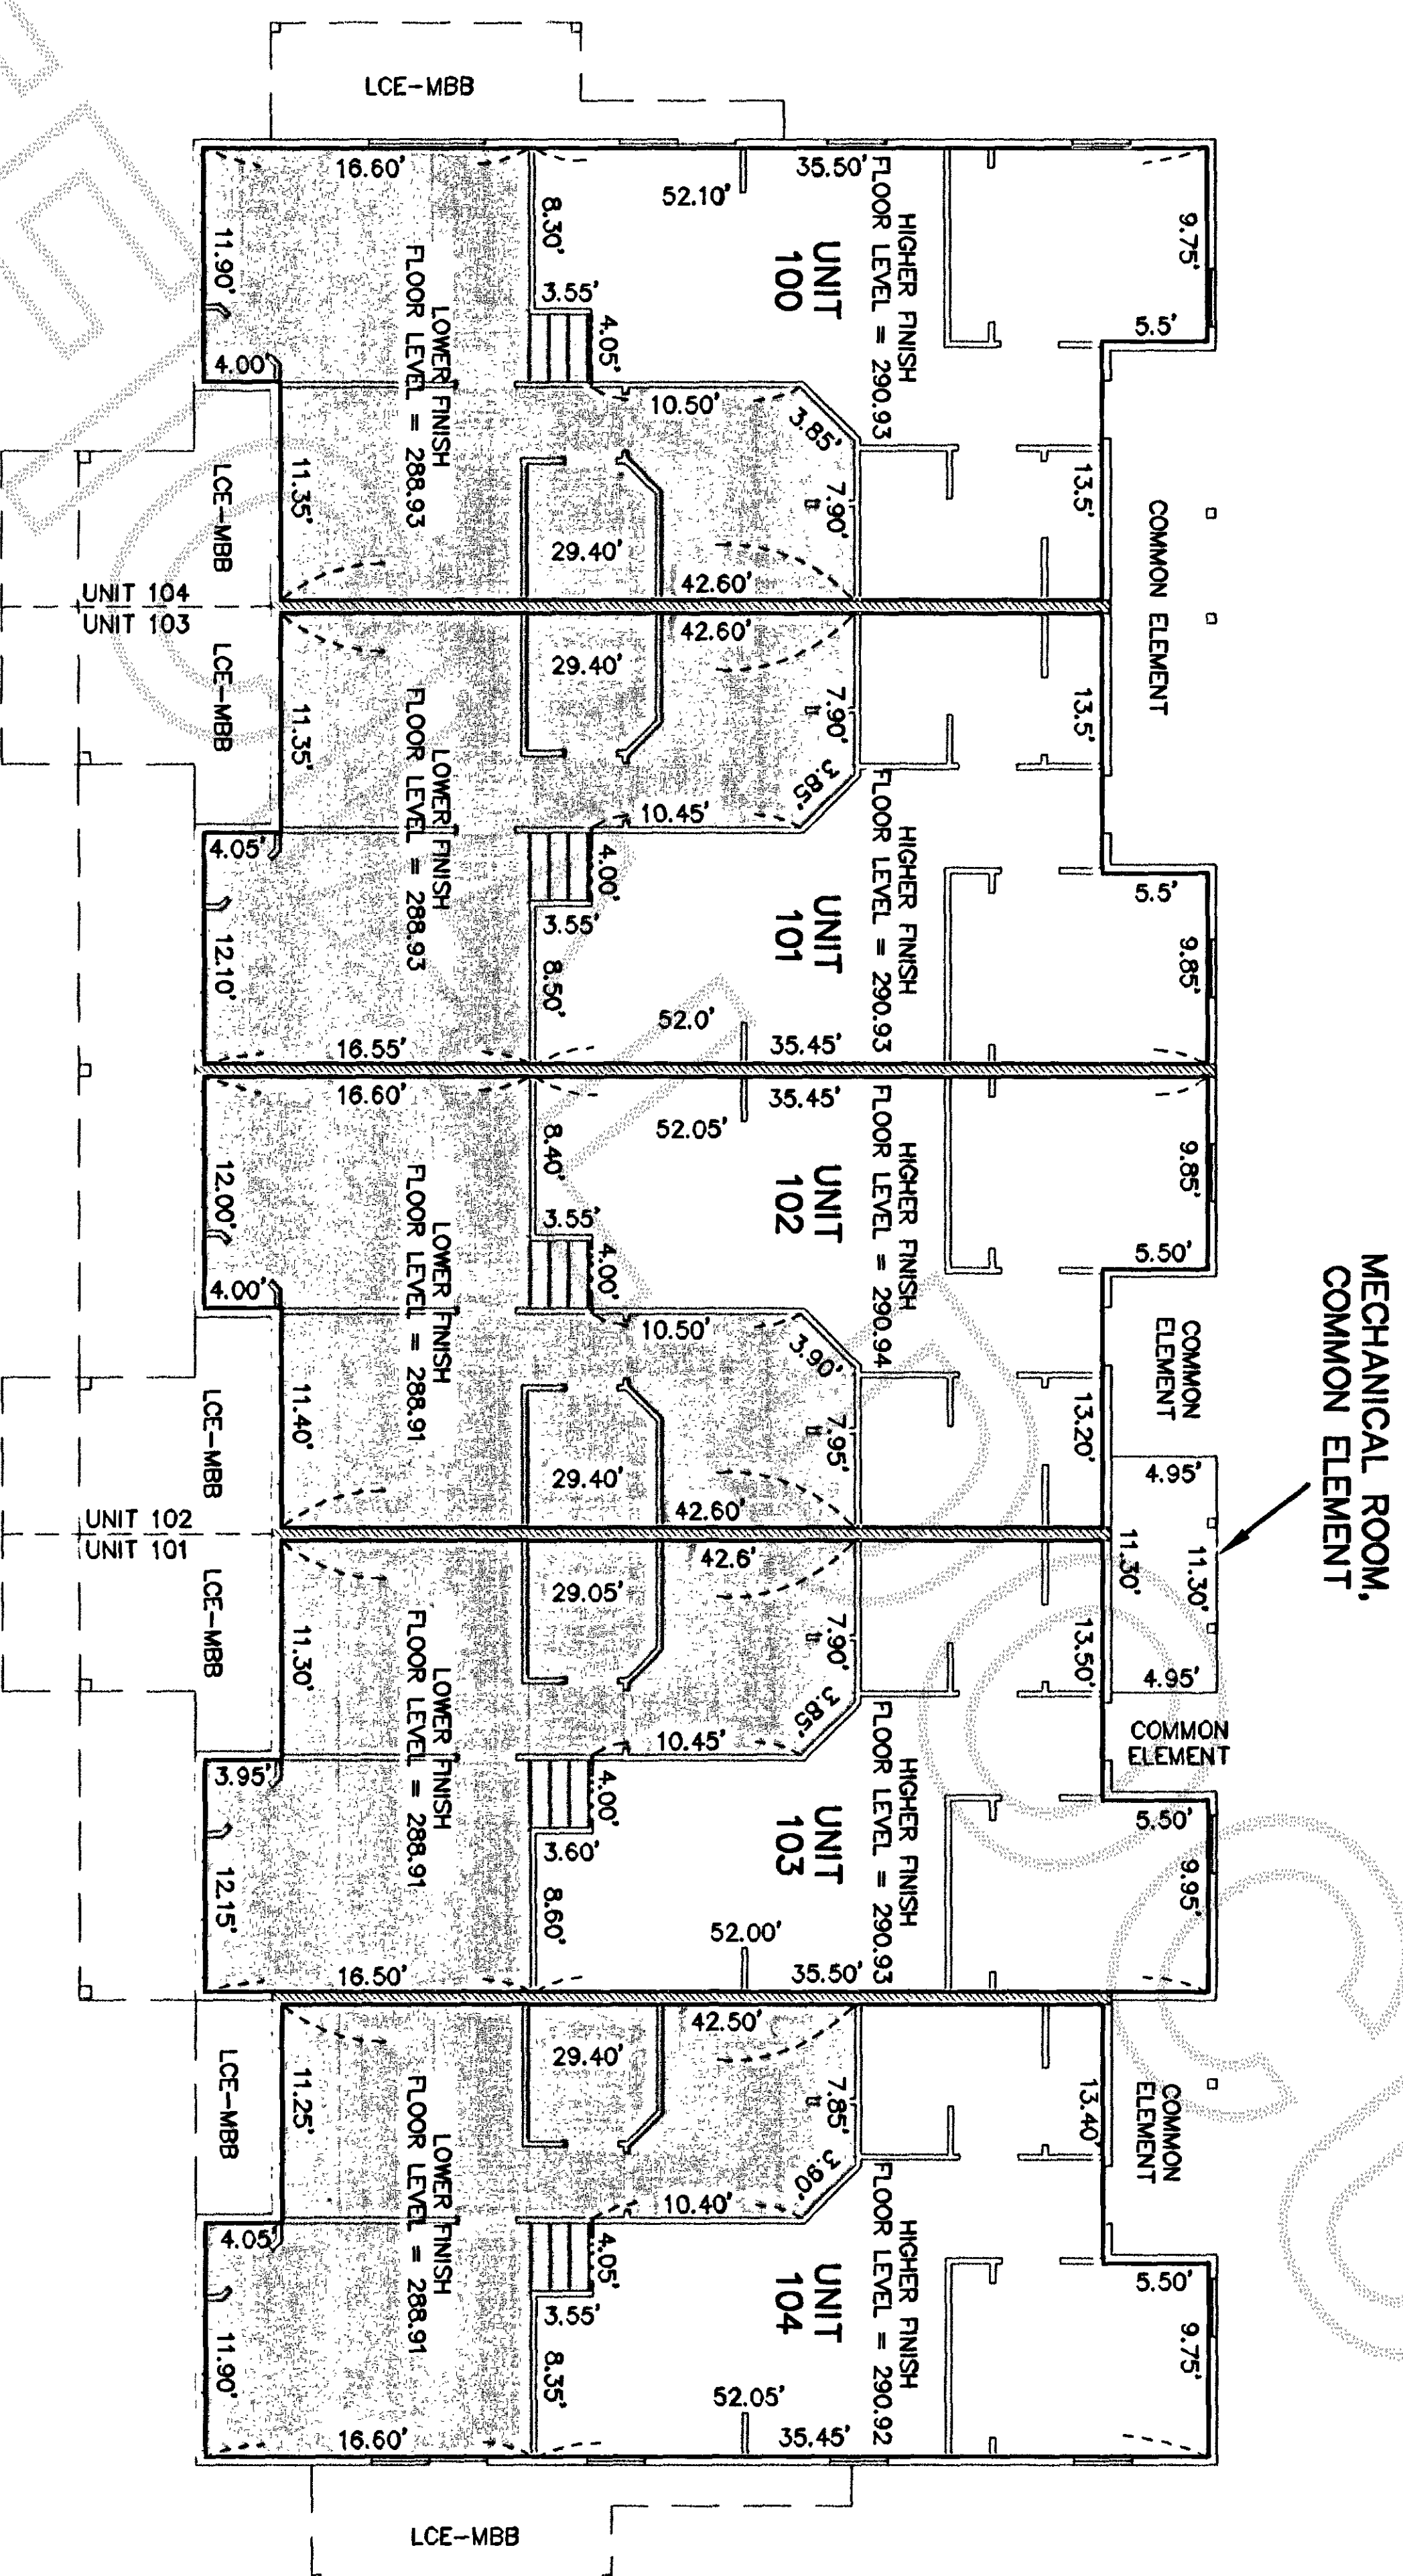 LCE-MBB
16.60'
52.10'
35.50'
HIGHER FINISH
FLOOR LEVEL = 290.93
9.75'
5.5'
UNIT
100
8.30'
3.55'
4.05'
11.90'
4.00'
LOWER FINISH
FLOOR LEVEL = 288.93
10.50'
3.85'
7.90'
13.5'
11.35'
29.40'
42.60'
LCE-MBB
COMMON ELEMENT
UNIT 104
UNIT 103
LCE-MBB
42.60'
29.40'
11.35'
7.90'
13.5'
3.85'
10.45'
LOWER FINISH
FLOOR LEVEL = 288.93
HIGHER FINISH
FLOOR LEVEL = 290.93
4.05'
4.00'
3.55'
5.5'
9.85'
UNIT
101
12.10'
8.50'
52.0'
16.55'
35.45'
16.60'
35.45'
52.05'
HIGHER FINISH
FLOOR LEVEL = 290.94
9.85'
5.50'
UNIT
102
8.40'
3.55'
4.00'
12.00'
4.00'
LOWER FINISH
FLOOR LEVEL = 288.91
10.50'
3.90'
7.95'
13.20'
11.40'
29.40'
42.60'
LCE-MBB
COMMON
ELEMENT
MECHANICAL ROOM,
COMMON ELEMENT
4.95'
11.30'
11.30'
4.95'
UNIT 102
UNIT 101
LCE-MBB
42.6'
29.05'
11.30'
7.90'
13.50'
3.85'
10.45'
LOWER FINISH
FLOOR LEVEL = 288.91
HIGHER FINISH
FLOOR LEVEL = 290.93
COMMON
ELEMENT
3.95'
4.00'
3.60'
5.50'
9.95'
UNIT
103
12.15'
8.60'
52.00'
16.50'
35.50'
42.50'
29.40'
LCE-MBB
11.25'
7.85'
13.40'
COMMON
ELEMENT
3.90'
10.40'
LOWER FINISH
FLOOR LEVEL = 288.91
HIGHER FINISH
FLOOR LEVEL = 290.92
4.05'
4.05'
3.55'
5.50'
9.75'
UNIT
104
11.90'
8.35'
52.05'
16.60'
35.45'
LCE-MBB